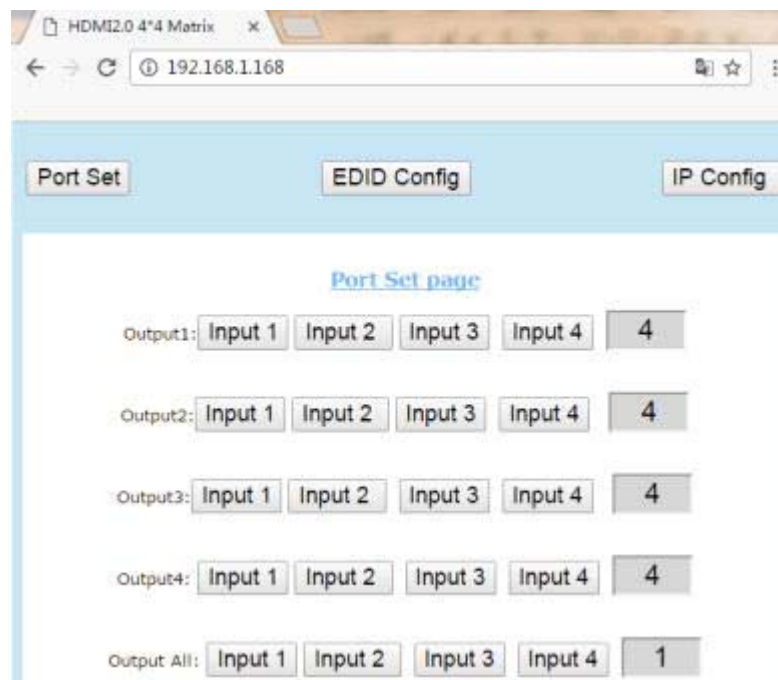 HDMI2.0 4*4 Matrix
192.168.1.168
Port Set EDID Config IP Config
Port Set page
Output1: Input 1 Input 2 Input 3 Input 4 4
Output2: Input 1 Input 2 Input 3 Input 4 4
Output3: Input 1 Input 2 Input 3 Input 4 4
Output4: Input 1 Input 2 Input 3 Input 4 4
Output All: Input 1 Input 2 Input 3 Input 4 1